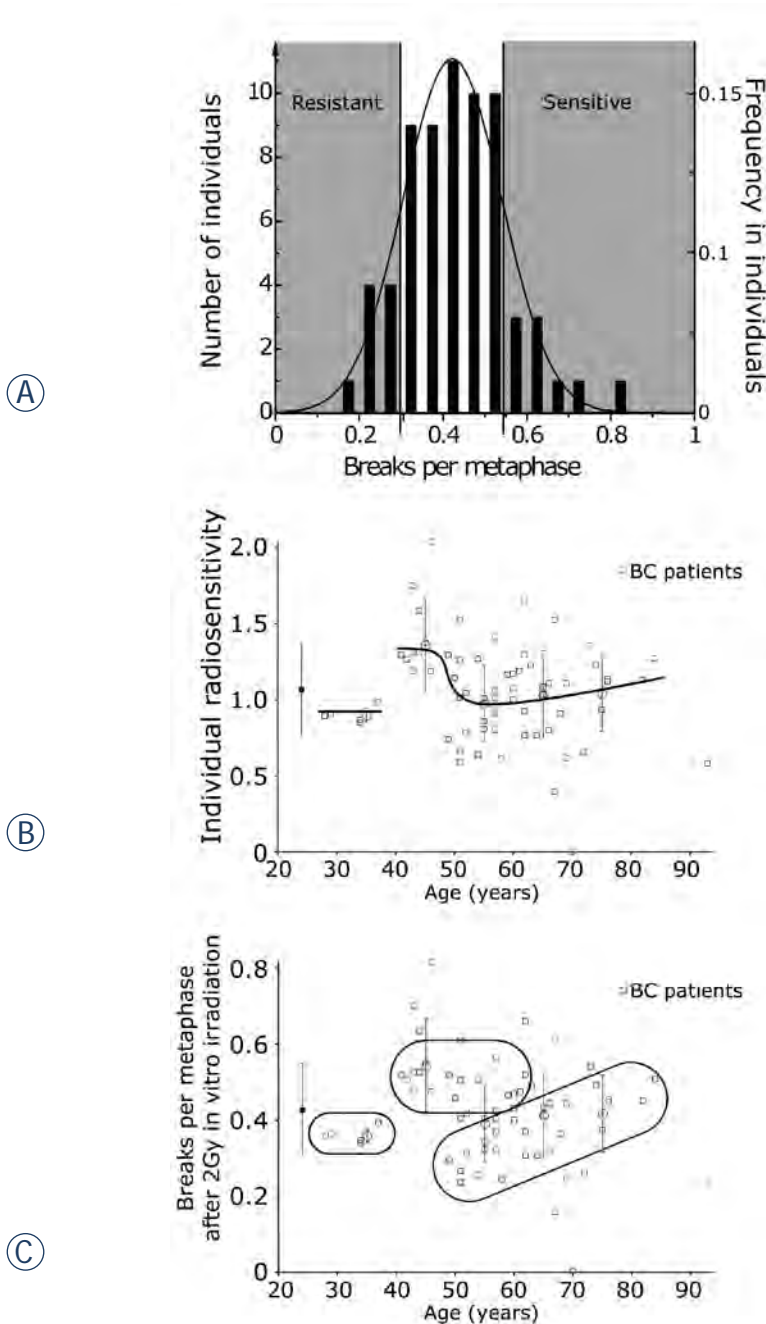 A
Number of individuals
10
8
6
4
2
0
Resistant
Sensitive
0.15
0.1
0
Frequency in individuals
0 0.2 0.4 0.6 0.8 1
Breaks per metaphase
B
Individual radiosensitivity
2.0
1.5
1.0
0.5
0
BC patients
20 30 40 50 60 70 80 90
Age (years)
C
Breaks per metaphase
after 2Gy in vitro irradiation
0.8
0.6
0.4
0.2
0
BC patients
20 30 40 50 60 70 80 90
Age (years)